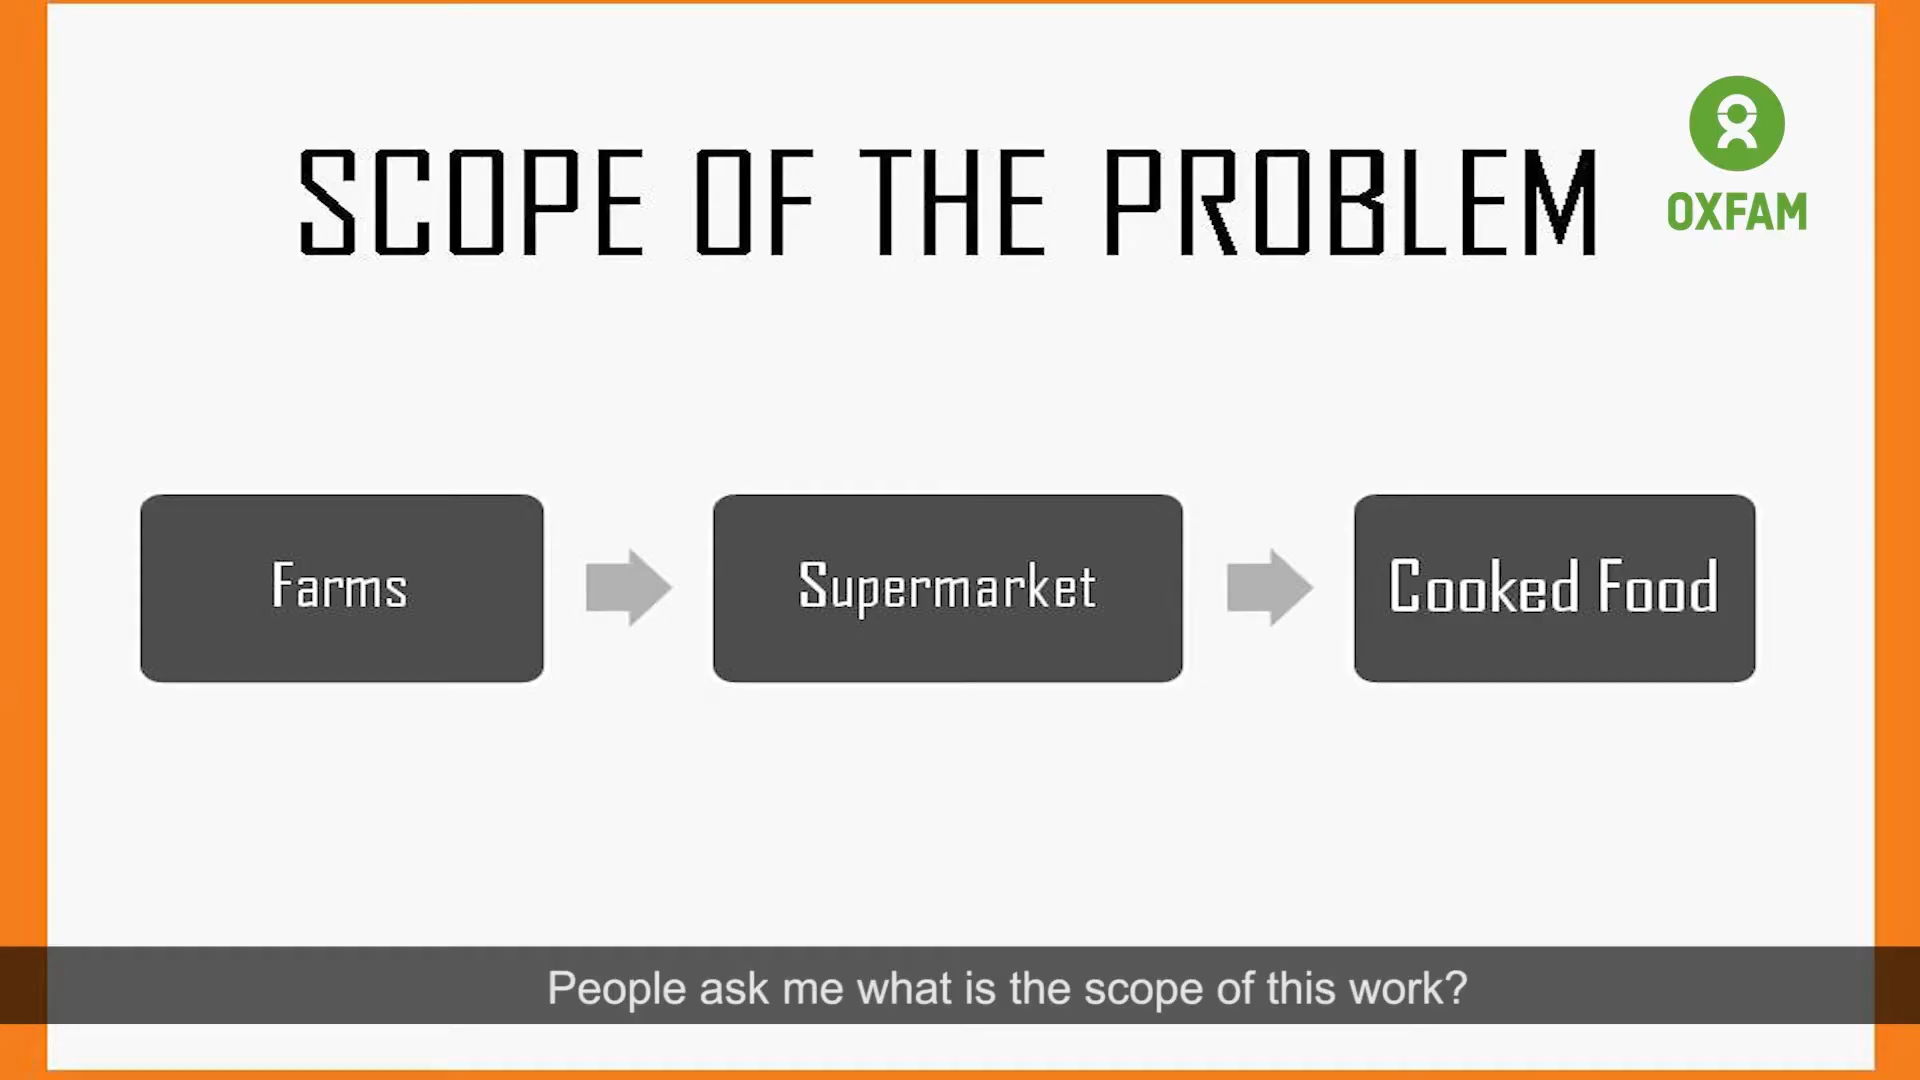 SCOPE OF THE PROBLEM
OXFAM
Farms
Supermarket
Cooked Food
People ask me what is the scope of this work?